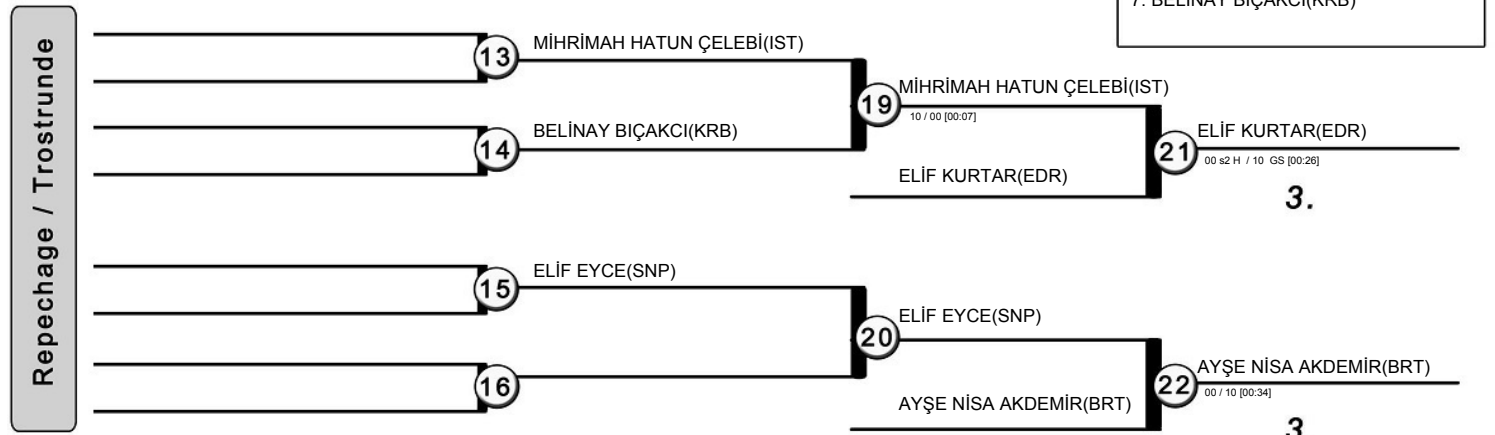 7. BELİNAY BIÇAKCI(KRB)
Repechage / Trostrunde
13
MİHRİMAH HATUN ÇELEBİ(IST)
19
MİHRİMAH HATUN ÇELEBİ(IST)
10 / 00 [00:07]
14
BELİNAY BIÇAKCI(KRB)
ELİF KURTAR(EDR)
21
ELİF KURTAR(EDR)
00 s2 H / 10 GS [00:26]
3.
15
ELİF EYCE(SNP)
20
ELİF EYCE(SNP)
16
AYŞE NİSA AKDEMİR(BRT)
22
AYŞE NİSA AKDEMİR(BRT)
00 / 10 [00:34]
3